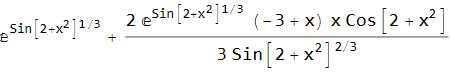 ⅇ^Sin[2+x^2]^1/3 + (2 ⅇ^Sin[2+x^2]^1/3 (-3 + x) x Cos[2 + x^2]) / (3 Sin[2 + x^2]^2/3)